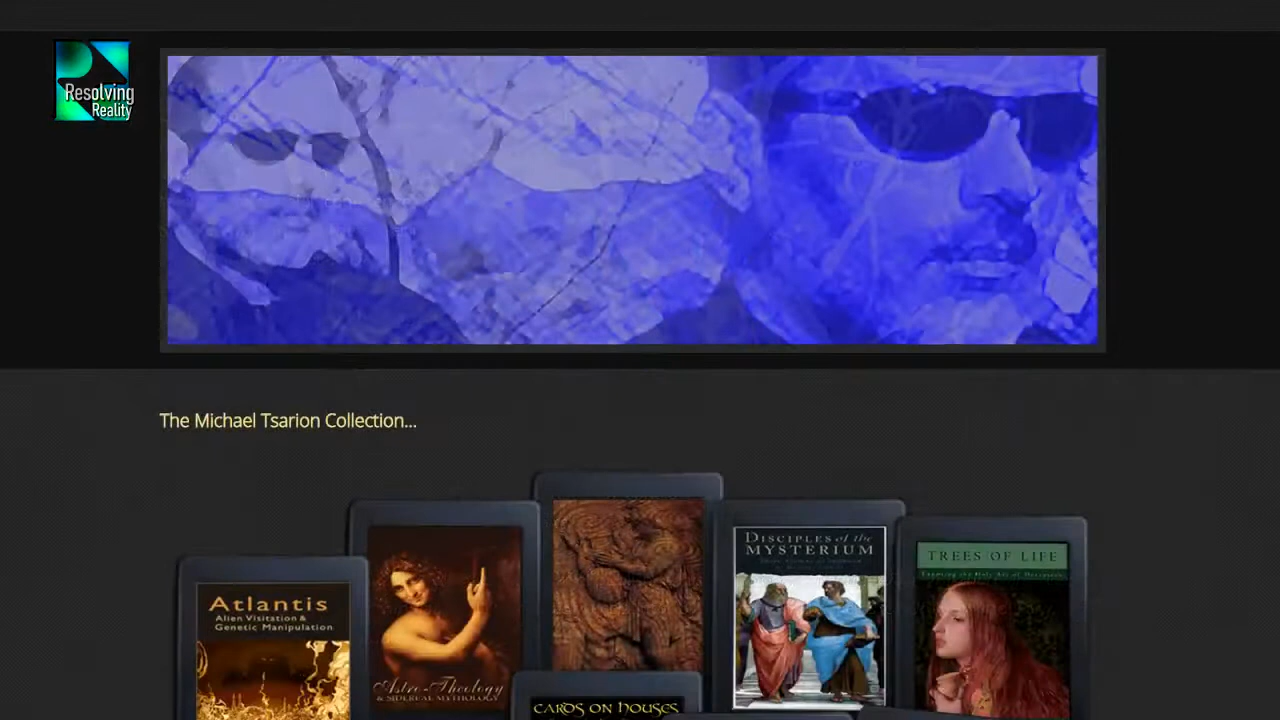 Resolving
Reality
The Michael Tsarion Collection...
Disciples of the
Mysterium
Trees of Life
Atlantis
Alien Visitation &
Genetic Manipulation
Astro-Theology
& Sidereal Mythology
Cards on Houses